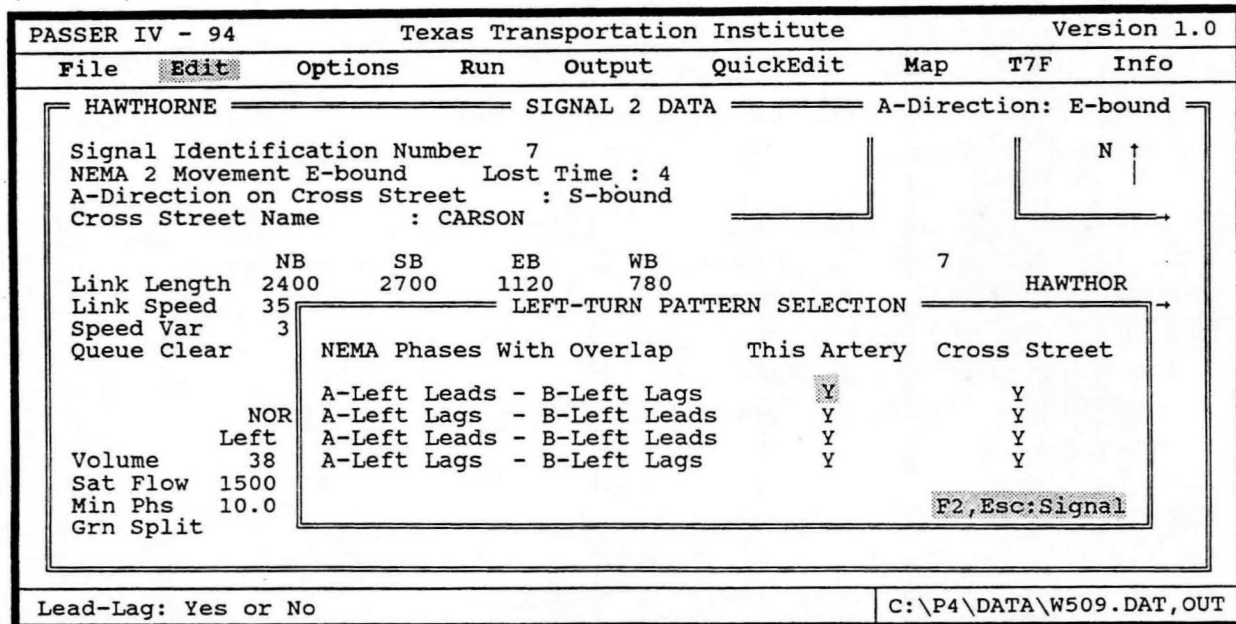 PASSER IV - 94 Texas Transportation Institute Version 1.0
File Edit Options Run Output QuickEdit Map T7F Info
HAWTHORNE SIGNAL 2 DATA A-Direction: E-bound
Signal Identification Number 7 N ↑
NEMA 2 Movement E-bound Lost Time : 4
A-Direction on Cross Street : S-bound
Cross Street Name : CARSON
NB SB EB WB 7
Link Length 2400 2700 1120 780 HAWTHOR
Link Speed 35 LEFT-TURN PATTERN SELECTION
Speed Var 3
Queue Clear NEMA Phases With Overlap This Artery Cross Street
A-Left Leads - B-Left Lags Y Y
NOR A-Left Lags - B-Left Leads Y Y
Left A-Left Leads - B-Left Leads Y Y
Volume 38 A-Left Lags - B-Left Lags Y Y
Sat Flow 1500
Min Phs 10.0 F2,Esc:Signal
Grn Split
Lead-Lag: Yes or No C:\P4\DATA\W509.DAT,OUT